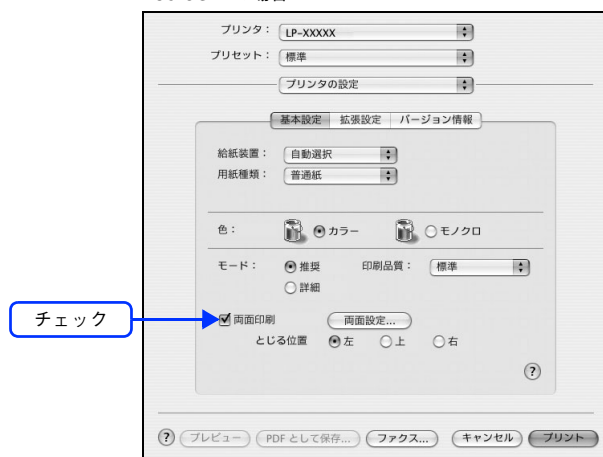 プリンタ： LP-XXXXX
プリセット： 標準
プリンタの設定
基本設定 拡張設定 バージョン情報
給紙装置： 自動選択
用紙種類： 普通紙
色： カラー モノクロ
モード： 推奨 印刷品質： 標準
詳細
チェック
両面印刷 両面設定...
とじる位置 左 上 右
?
? プレビュー PDF として保存... ファクス... キャンセル プリント